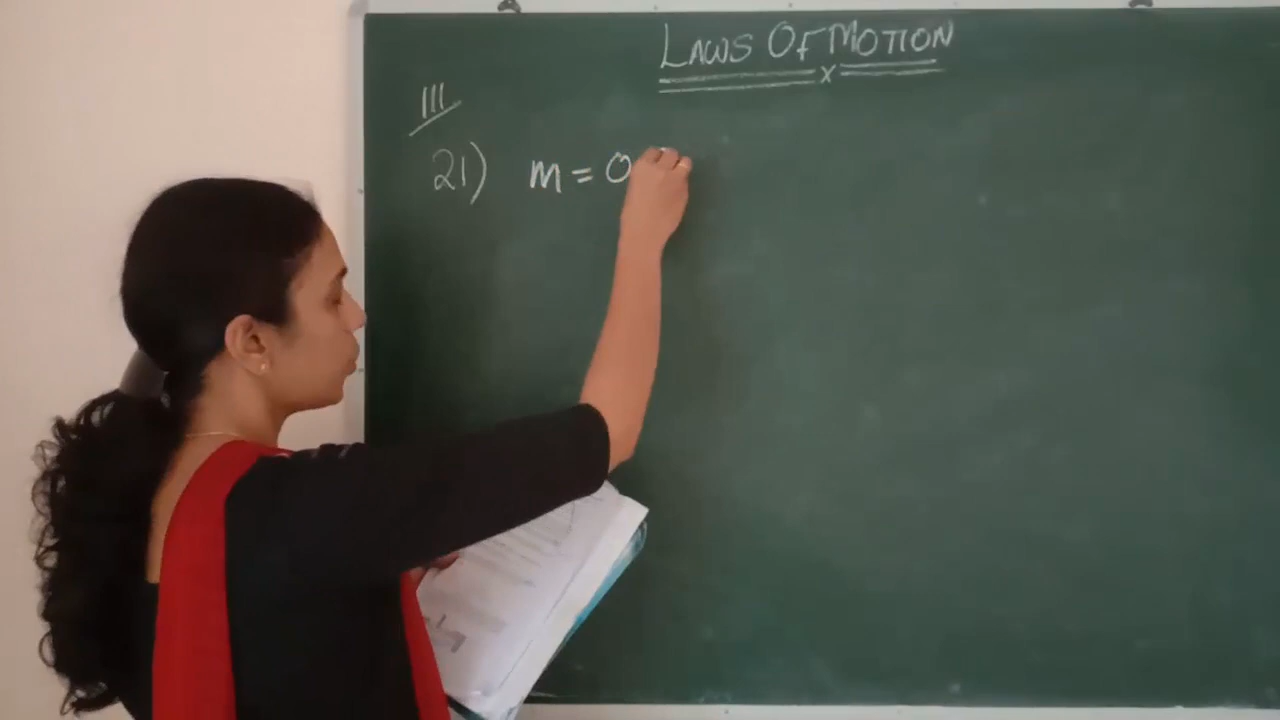 LAWS OF MOTION
x
III
21) m = 0